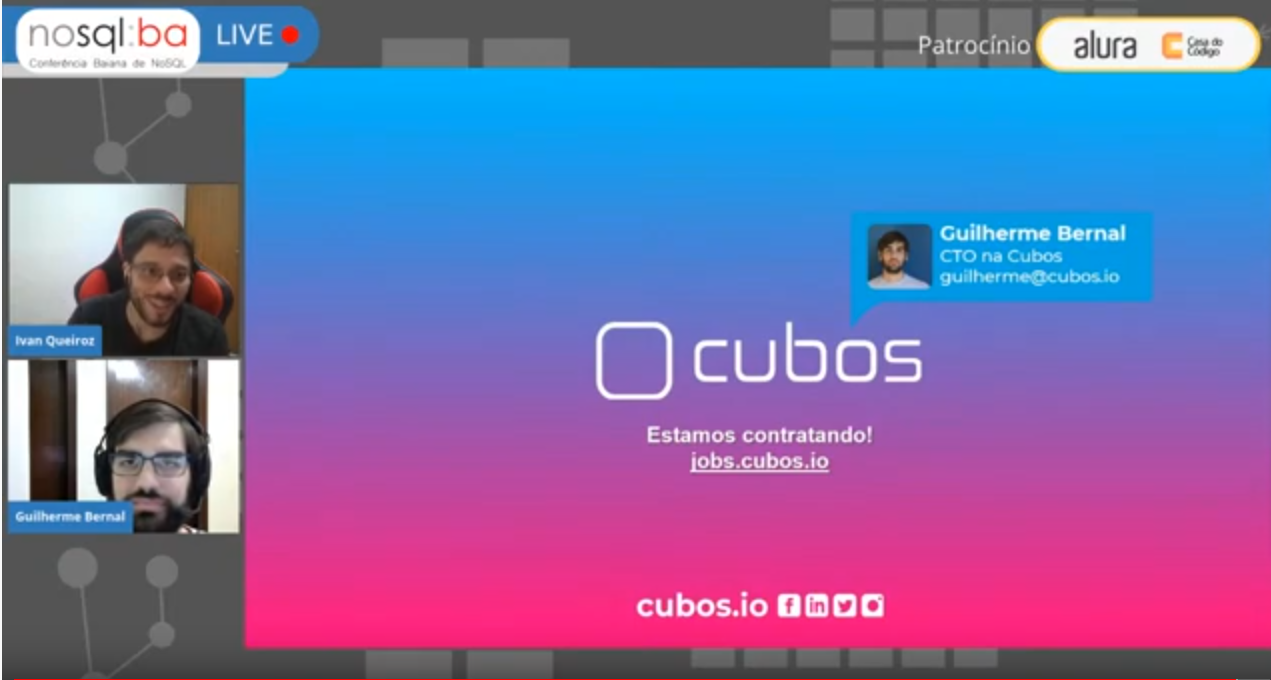 nosql:ba
Conferência Baiana de NoSQL
LIVE
Patrocínio
alura
Casa do
Código
Guilherme Bernal
CTO na Cubos
guilherme@cubos.io
Ivan Queiroz
cubos
Estamos contratando!
jobs.cubos.io
Guilherme Bernal
cubos.io